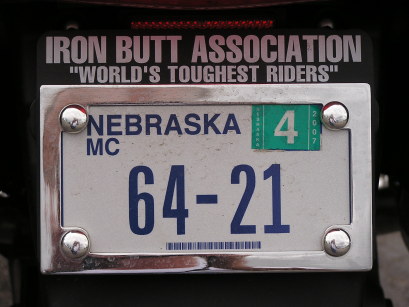 IRON BUTT ASSOCIATION
"WORLD'S TOUGHEST RIDERS"
NEBRASKA
MC
4
2007
64-21